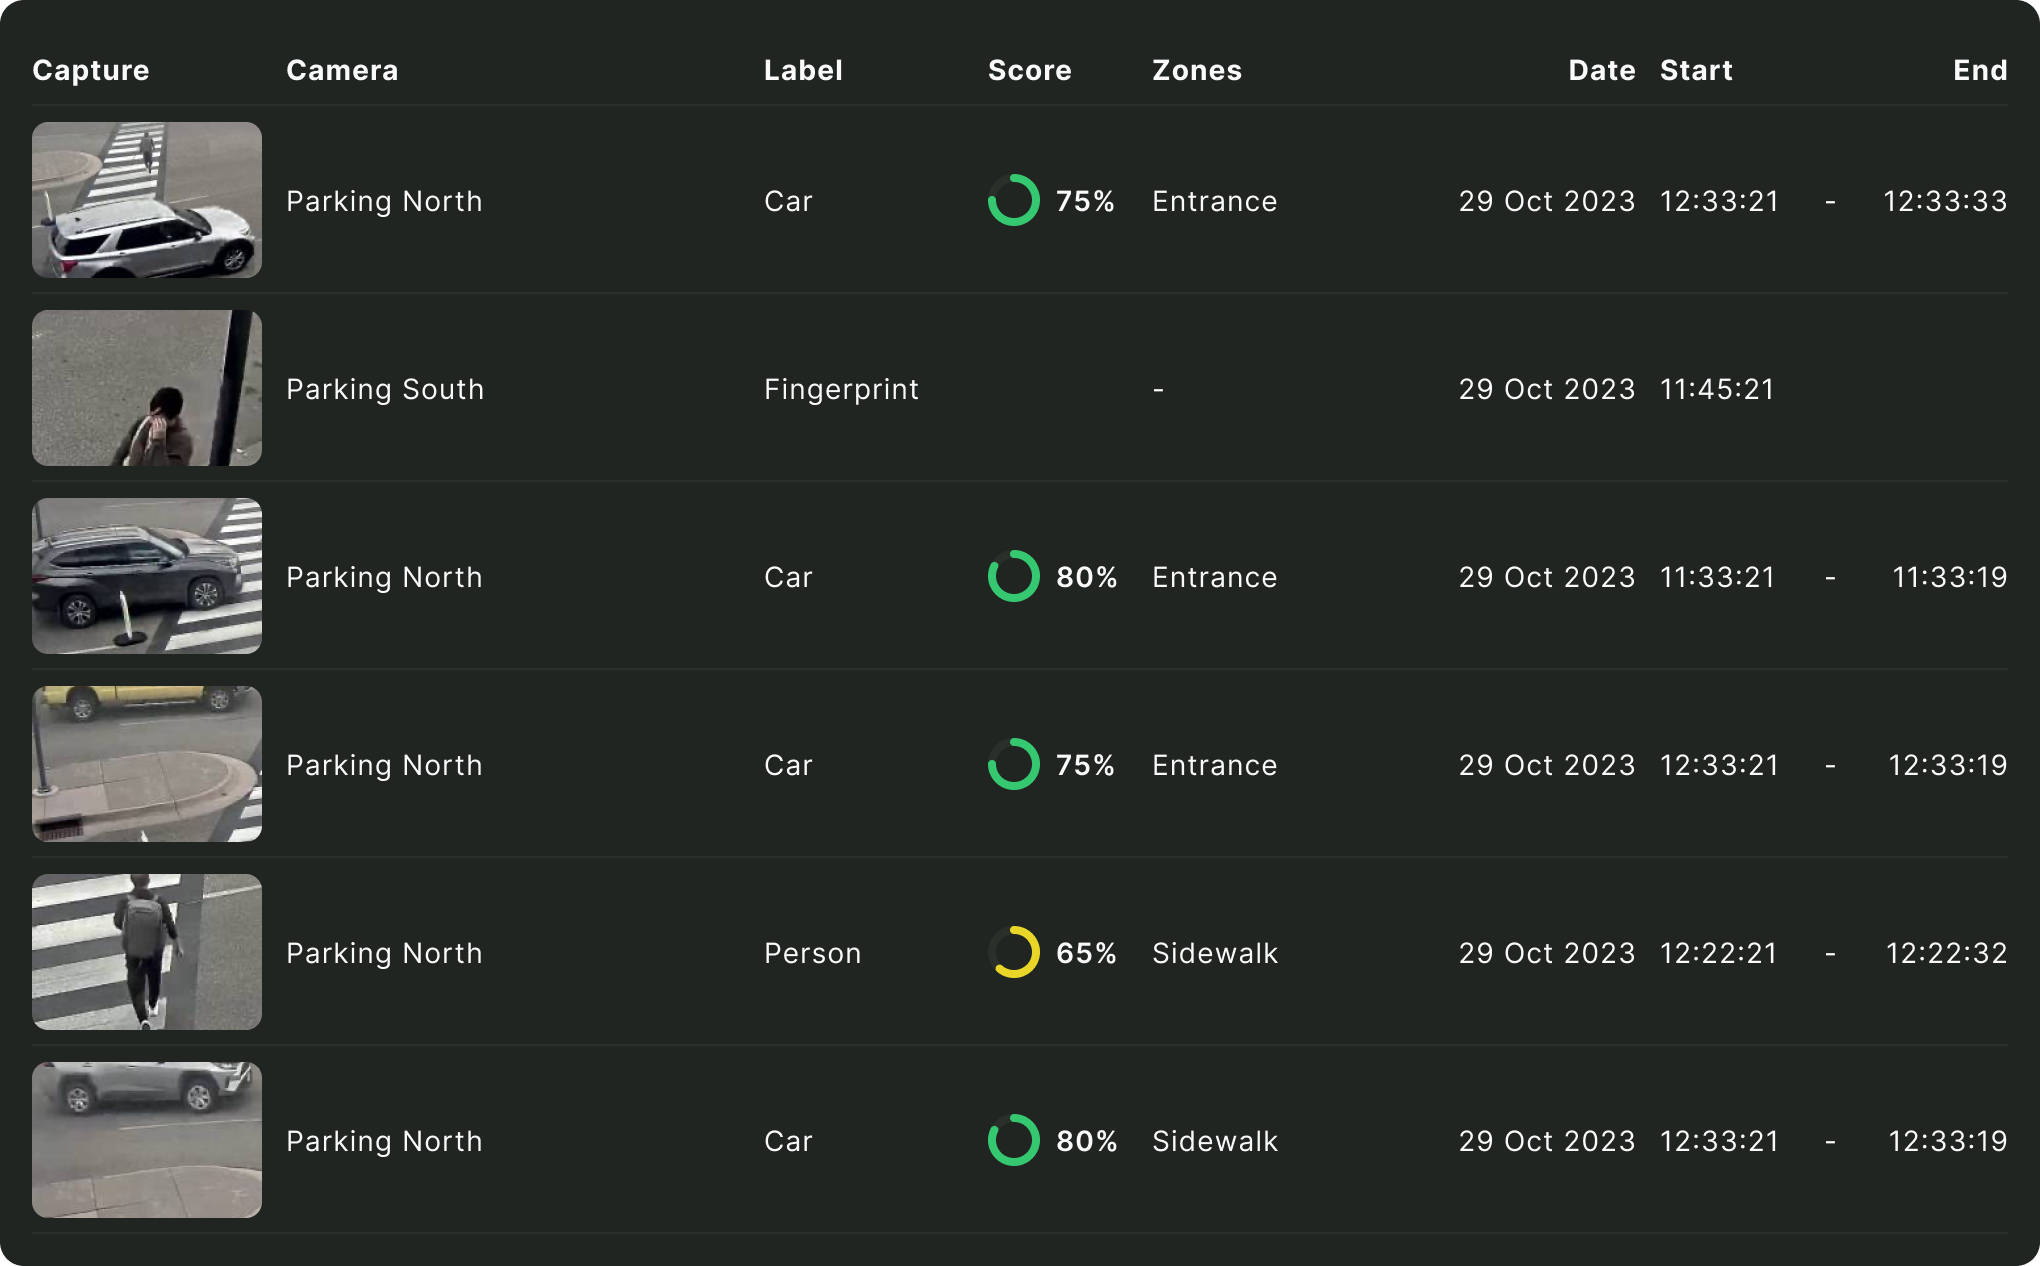 Capture Camera Label Score Zones Date Start End
Parking North Car 75% Entrance 29 Oct 2023 12:33:21 - 12:33:33
Parking South Fingerprint - 29 Oct 2023 11:45:21
Parking North Car 80% Entrance 29 Oct 2023 11:33:21 - 11:33:19
Parking North Car 75% Entrance 29 Oct 2023 12:33:21 - 12:33:19
Parking North Person 65% Sidewalk 29 Oct 2023 12:22:21 - 12:22:32
Parking North Car 80% Sidewalk 29 Oct 2023 12:33:21 - 12:33:19